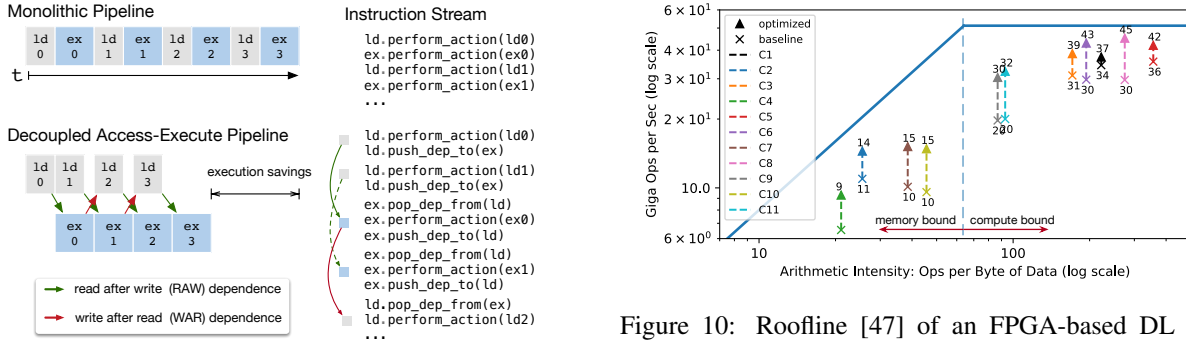 Monolithic Pipeline
ld ex ld ex ld ex ld ex
0 0 1 1 2 2 3 3
t
Decoupled Access-Execute Pipeline
ld ld ld ld
0 1 2 3
execution savings
ex ex ex ex
0 1 2 3
read after write (RAW) dependence
write after read (WAR) dependence
Instruction Stream
ld.perform_action(ld0)
ex.perform_action(ex0)
ld.perform_action(ld1)
ex.perform_action(ex1)
...
ld.perform_action(ld0)
ld.push_dep_to(ex)
ld.perform_action(ld1)
ld.push_dep_to(ex)
ex.pop_dep_from(ld)
ex.perform_action(ex0)
ex.push_dep_to(ld)
ex.pop_dep_from(ld)
ex.perform_action(ex1)
ex.push_dep_to(ld)
ld.pop_dep_from(ex)
ld.perform_action(ld2)
...
Giga Ops per Sec (log scale)
6 × 10¹
4 × 10¹
3 × 10¹
2 × 10¹
10.0
6 × 10⁰
optimized
baseline
C1
C2
C3
C4
C5
C6
C7
C8
C9
C10
C11
9
14
11
15
10
15
10
30
20
32
20
39
31
43
30
37
34
45
30
42
36
memory bound
compute bound
10
100
Arithmetic Intensity: Ops per Byte of Data (log scale)
Figure 10: Roofline [47] of an FPGA-based DL